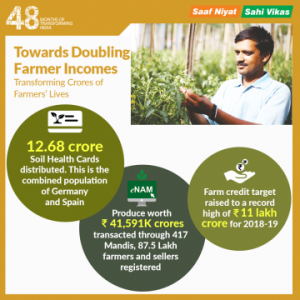 48 MONTHS OF
TRANSFORMING
INDIA
Saaf Niyat Sahi Vikas
Towards Doubling
Farmer Incomes
Transforming Crores of
Farmers' Lives
12.68 crore
Soil Health Cards
distributed. This is the
combined population
of Germany
and Spain
eNAM
Produce worth
₹ 41,591K crores
transacted through 417
Mandis, 87.5 Lakh
farmers and sellers
registered
Farm credit target
raised to a record
high of ₹ 11 lakh
crore for 2018-19